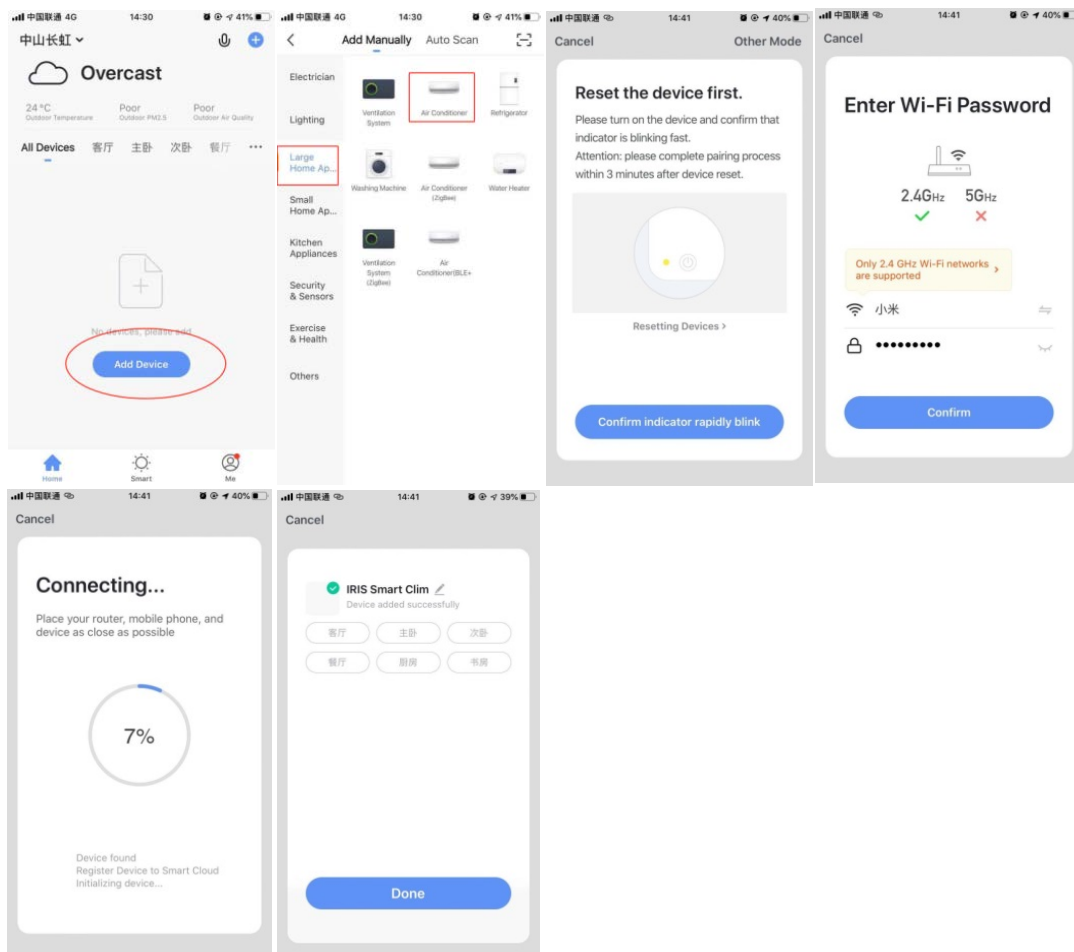 中国联通 4G 14:30 41%
中山长虹
Overcast
24 °C Poor Poor
Outdoor Temperature Outdoor PM2.5 Outdoor Air Quality
All Devices 客厅 主卧 次卧 餐厅 ...
No devices, please add
Add Device
Home Smart Me
中国联通 4G 14:30 41%
Add Manually Auto Scan
Electrician
Lighting
Large
Home Ap...
Small
Home Ap...
Kitchen
Appliances
Security
& Sensors
Exercise
& Health
Others
Ventilation
System
Air Conditioner
Refrigerator
Washing Machine
Air Conditioner
(ZigBee)
Water Heater
Ventilation
System
(ZigBee)
Air
Conditioner(BLE+
中国联通 14:41 40%
Cancel Other Mode
Reset the device first.
Please turn on the device and confirm that
indicator is blinking fast.
Attention: please complete pairing process
within 3 minutes after device reset.
Resetting Devices >
Confirm indicator rapidly blink
中国联通 14:41 40%
Cancel
Enter Wi-Fi Password
2.4GHz 5GHz
Only 2.4 GHz Wi-Fi networks >
are supported
小米
•••••••••
Confirm
中国联通 14:41 40%
Cancel
Connecting...
Place your router, mobile phone, and
device as close as possible
7%
Device found
Register Device to Smart Cloud
Initializing device...
中国联通 14:41 39%
Cancel
IRIS Smart Clim
Device added successfully
客厅 主卧 次卧
餐厅 厨房 书房
Done